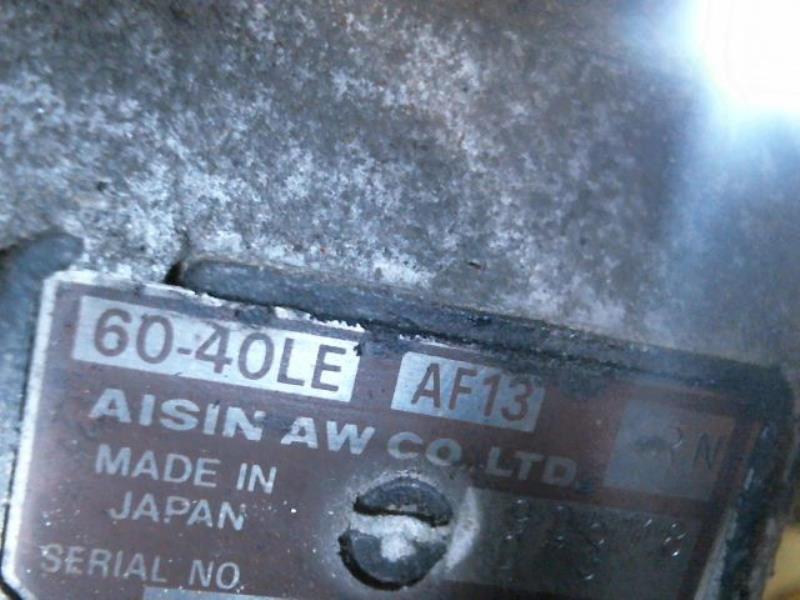 60-40LE AF13
AISIN AW CO. LTD.
MADE IN
JAPAN
SERIAL NO